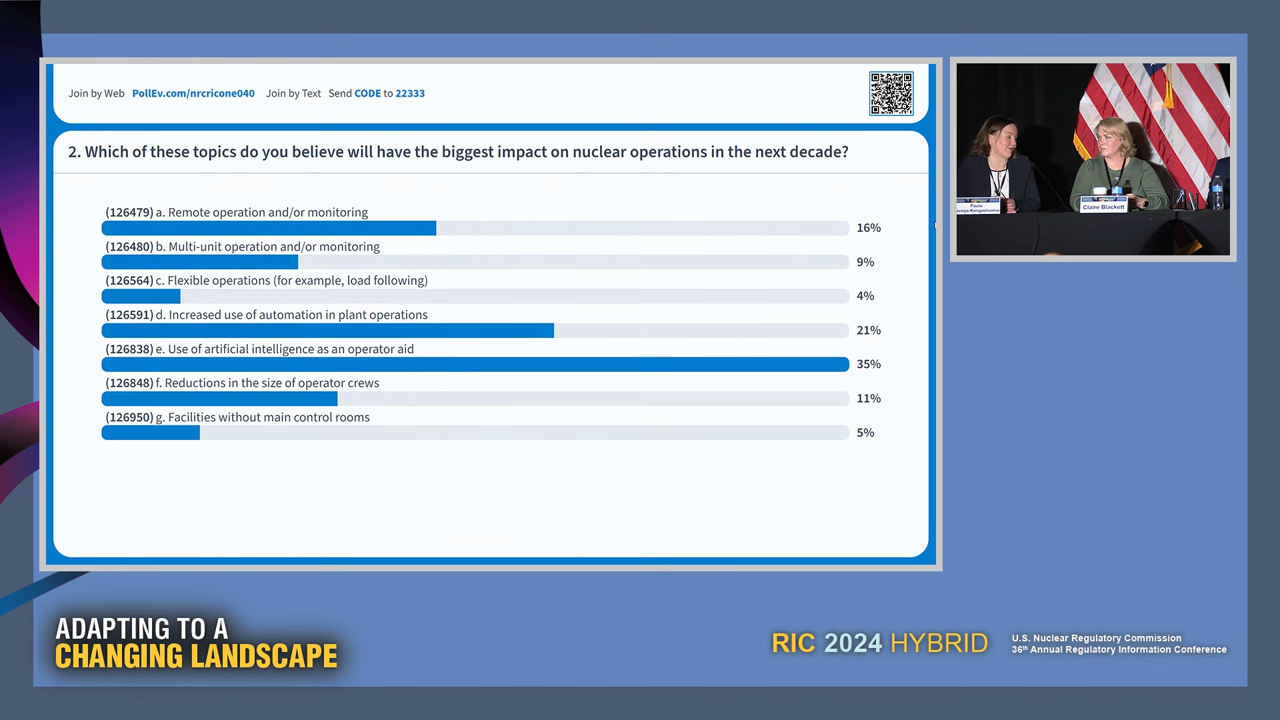 Join by Web PollEv.com/nrcricone040 Join by Text Send CODE to 22333
2. Which of these topics do you believe will have the biggest impact on nuclear operations in the next decade?
(126479) a. Remote operation and/or monitoring
16%
(126480) b. Multi-unit operation and/or monitoring
9%
(126564) c. Flexible operations (for example, load following)
4%
(126591) d. Increased use of automation in plant operations
21%
(126838) e. Use of artificial intelligence as an operator aid
35%
(126848) f. Reductions in the size of operator crews
11%
(126950) g. Facilities without main control rooms
5%
Paula
Claire Blackett
ADAPTING TO A
CHANGING LANDSCAPE
RIC 2024 HYBRID
U.S. Nuclear Regulatory Commission
36th Annual Regulatory Information Conference